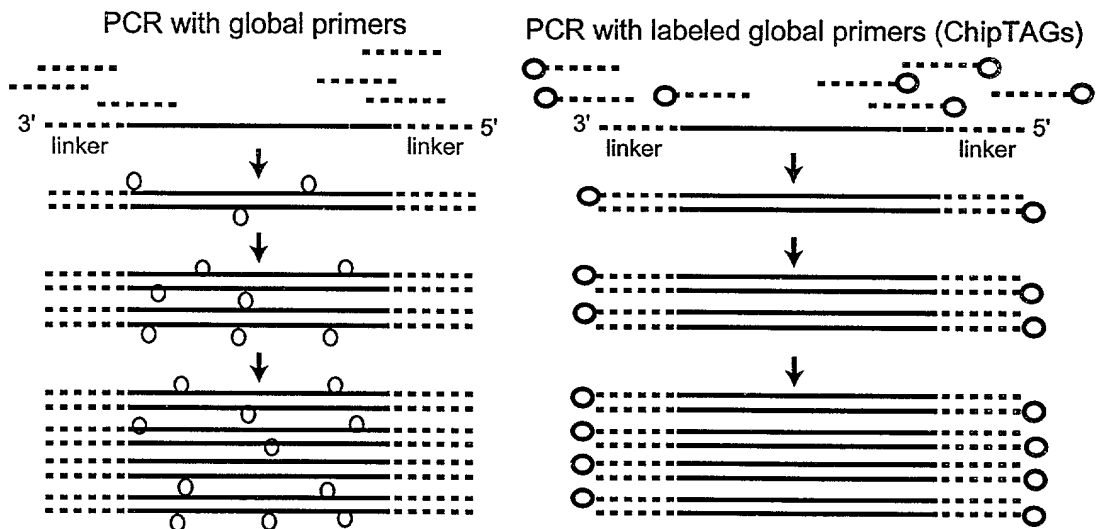 PCR with global primers
3' 5'
linker linker
PCR with labeled global primers (ChipTAGs)
3' 5'
linker linker